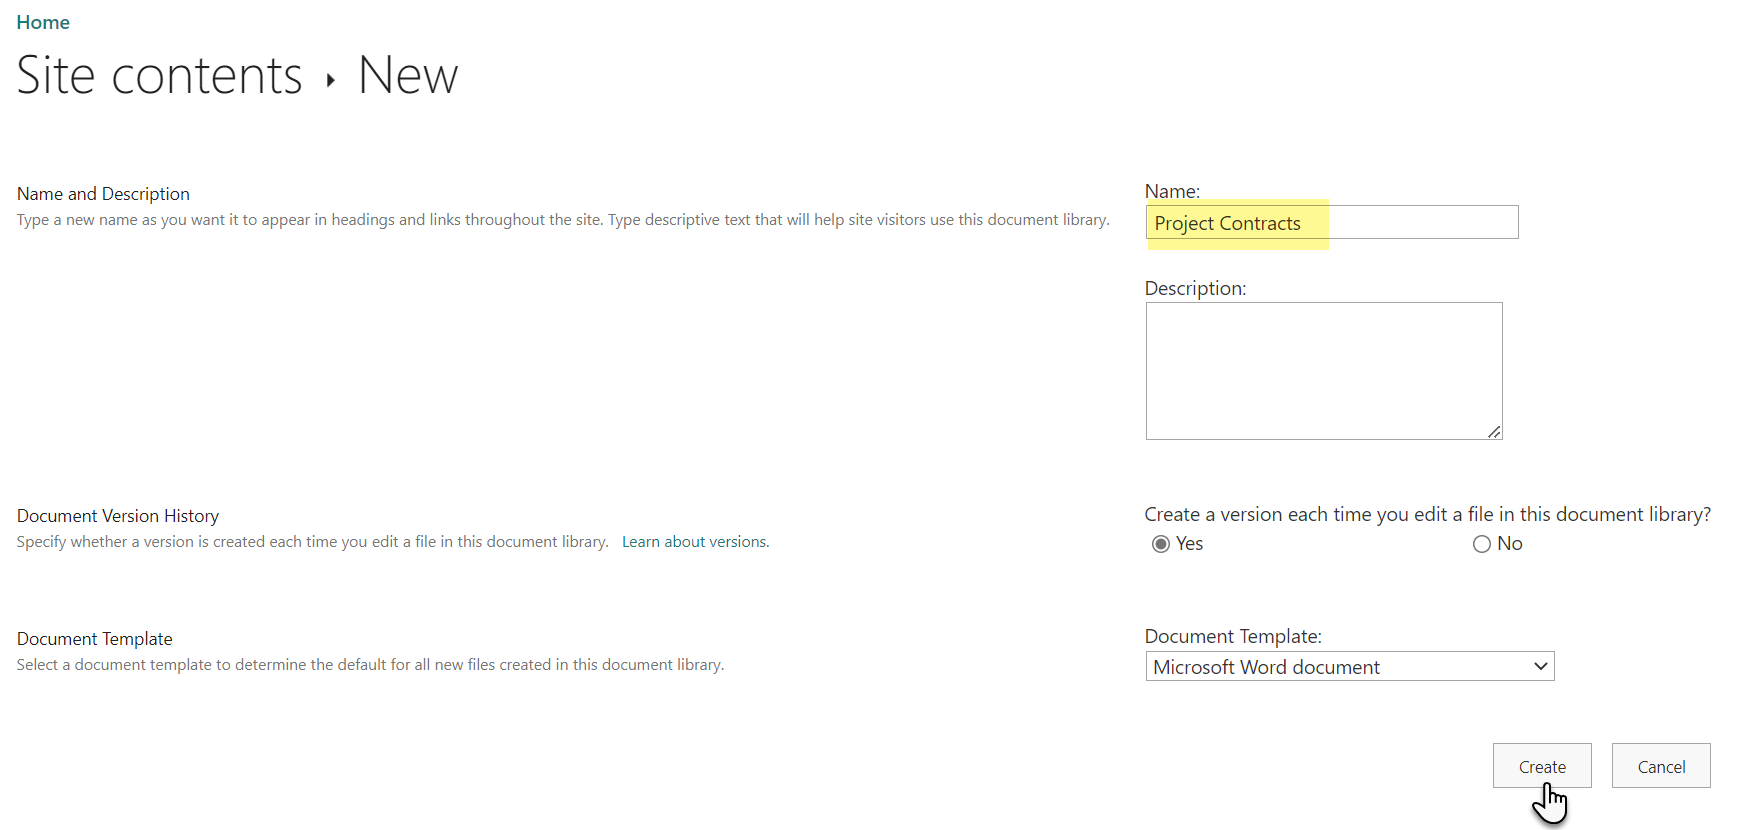 Home
Site contents ▸ New
Name and Description
Type a new name as you want it to appear in headings and links throughout the site. Type descriptive text that will help site visitors use this document library.
Name:
Project Contracts
Description:
Document Version History
Specify whether a version is created each time you edit a file in this document library. Learn about versions.
Create a version each time you edit a file in this document library?
Yes No
Document Template
Select a document template to determine the default for all new files created in this document library.
Document Template:
Microsoft Word document
Create Cancel